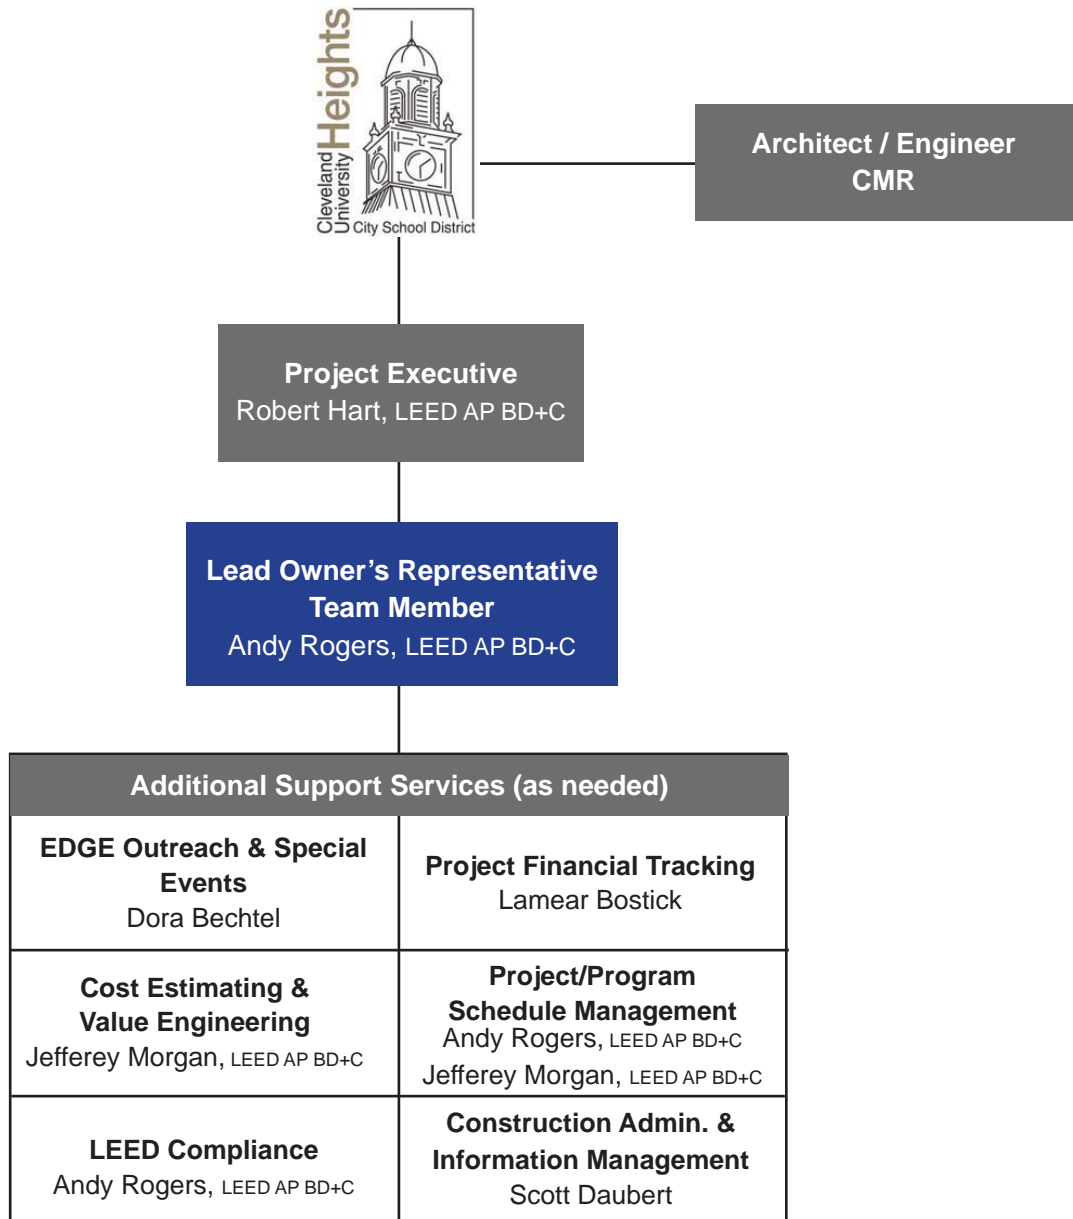 Cleveland
University
Heights
City School District
Architect / Engineer
CMR
Project Executive
Robert Hart, LEED AP BD+C
Lead Owner’s Representative
Team Member
Andy Rogers, LEED AP BD+C
Additional Support Services (as needed)
EDGE Outreach & Special
Events
Dora Bechtel
Project Financial Tracking
Lamear Bostick
Cost Estimating &
Value Engineering
Jefferey Morgan, LEED AP BD+C
Project/Program
Schedule Management
Andy Rogers, LEED AP BD+C
Jefferey Morgan, LEED AP BD+C
LEED Compliance
Andy Rogers, LEED AP BD+C
Construction Admin. &
Information Management
Scott Daubert